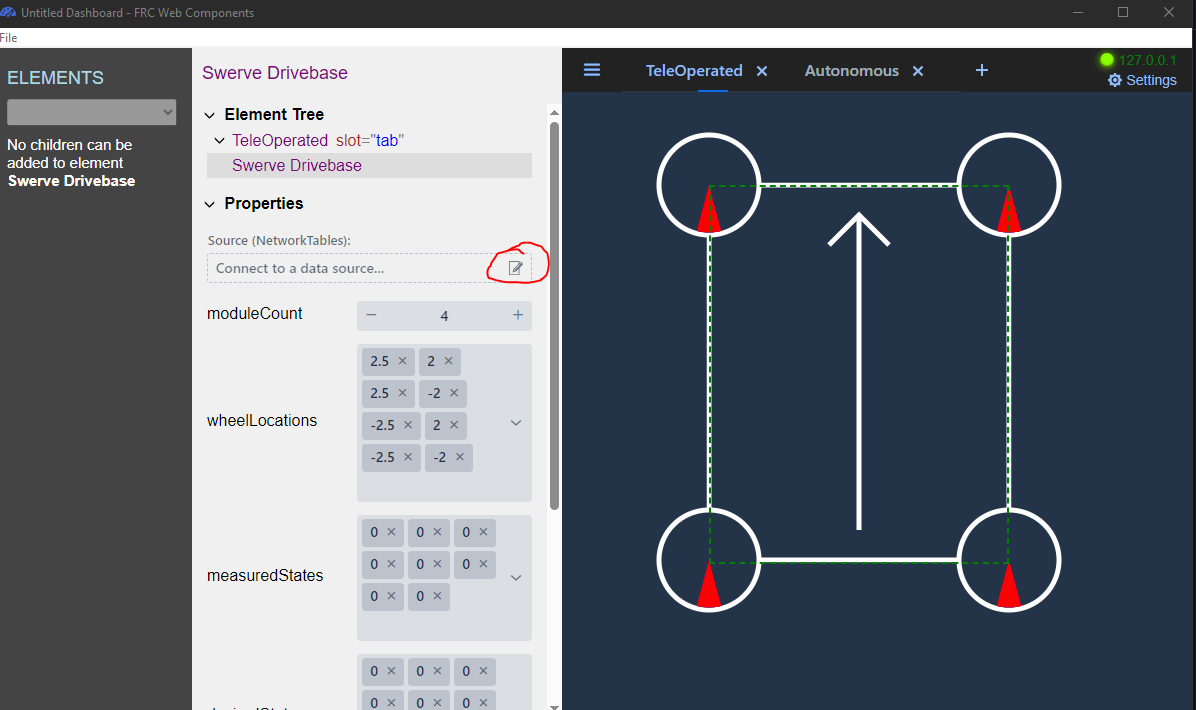 Untitled Dashboard - FRC Web Components
File
ELEMENTS
No children can be
added to element
Swerve Drivebase
Swerve Drivebase
Element Tree
TeleOperated slot="tab"
Swerve Drivebase
Properties
Source (NetworkTables):
Connect to a data source...
moduleCount
− 4 +
wheelLocations
2.5 × 2 ×
2.5 × -2 ×
-2.5 × 2 ×
-2.5 × -2 ×
measuredStates
0 × 0 × 0 ×
0 × 0 × 0 ×
0 × 0 ×
0 × 0 × 0 ×
0 × 0 × 0 ×
TeleOperated × Autonomous × +
127.0.0.1
Settings